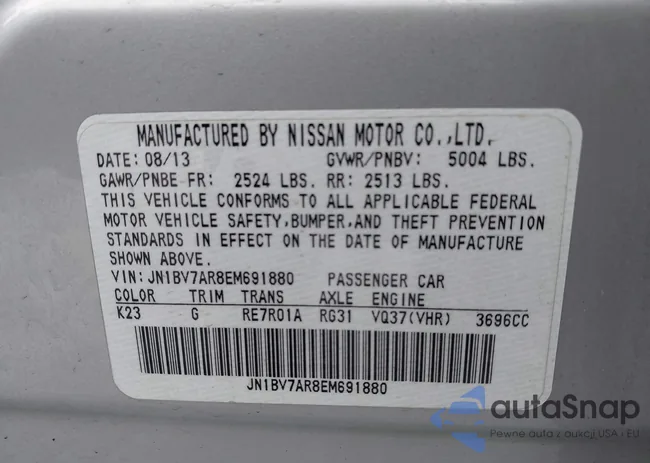 MANUFACTURED BY NISSAN MOTOR CO.,LTD.
DATE: 08/13 GVWR/PNBV: 5004 LBS.
GAWR/PNBE FR: 2524 LBS. RR: 2513 LBS.
THIS VEHICLE CONFORMS TO ALL APPLICABLE FEDERAL
MOTOR VEHICLE SAFETY,BUMPER,AND THEFT PREVENTION
STANDARDS IN EFFECT ON THE DATE OF MANUFACTURE
SHOWN ABOVE.
VIN: JN1BV7AR8EM691880 PASSENGER CAR
COLOR TRIM TRANS AXLE ENGINE
K23 G RE7R01A RG31 VQ37(VHR) 3696CC
JN1BV7AR8EM691880
autaSnap
Pewne auta z aukcji USA i EU